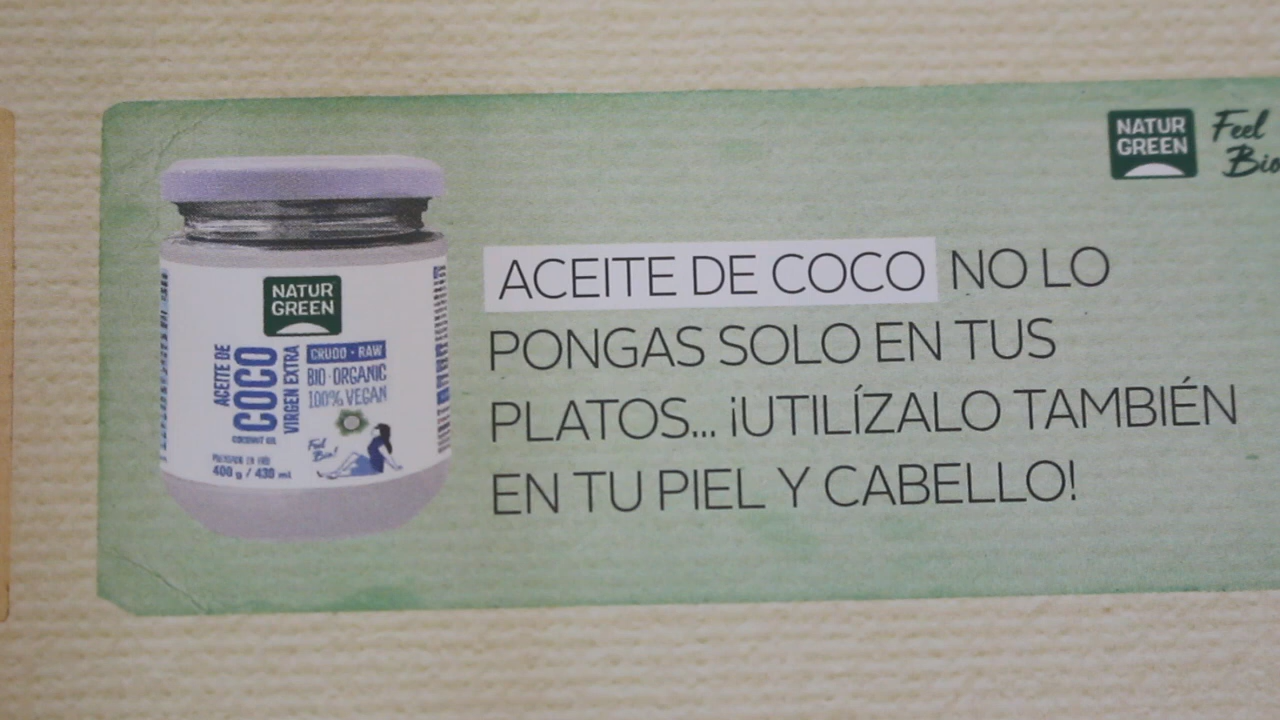 NATUR
GREEN
Feel
Bio
ACEITE DE COCO NO LO
PONGAS SOLO EN TUS
PLATOS... ¡UTILÍZALO TAMBIÉN
EN TU PIEL Y CABELLO!
NATUR
GREEN
ACEITE DE
COCO
VIRGEN EXTRA
COCONUT OIL
CRUDO · RAW
BIO · ORGANIC
100% VEGAN
Feel
Bio!
400 g / 430 ml